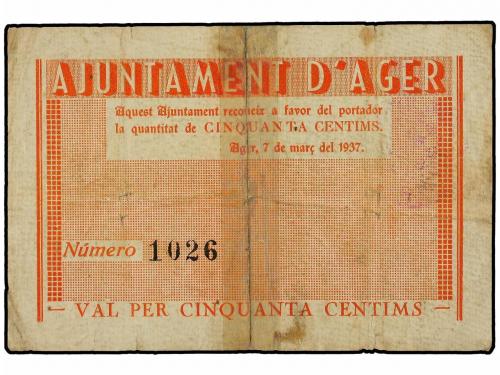 AJUNTAMENT D'AGER
Aquest Ajuntament reconeix a favor del portador
la quantitat de CINQUANTA CENTIMS.
Ager, 7 de març del 1937.
Número 1026
VAL PER CINQUANTA CENTIMS